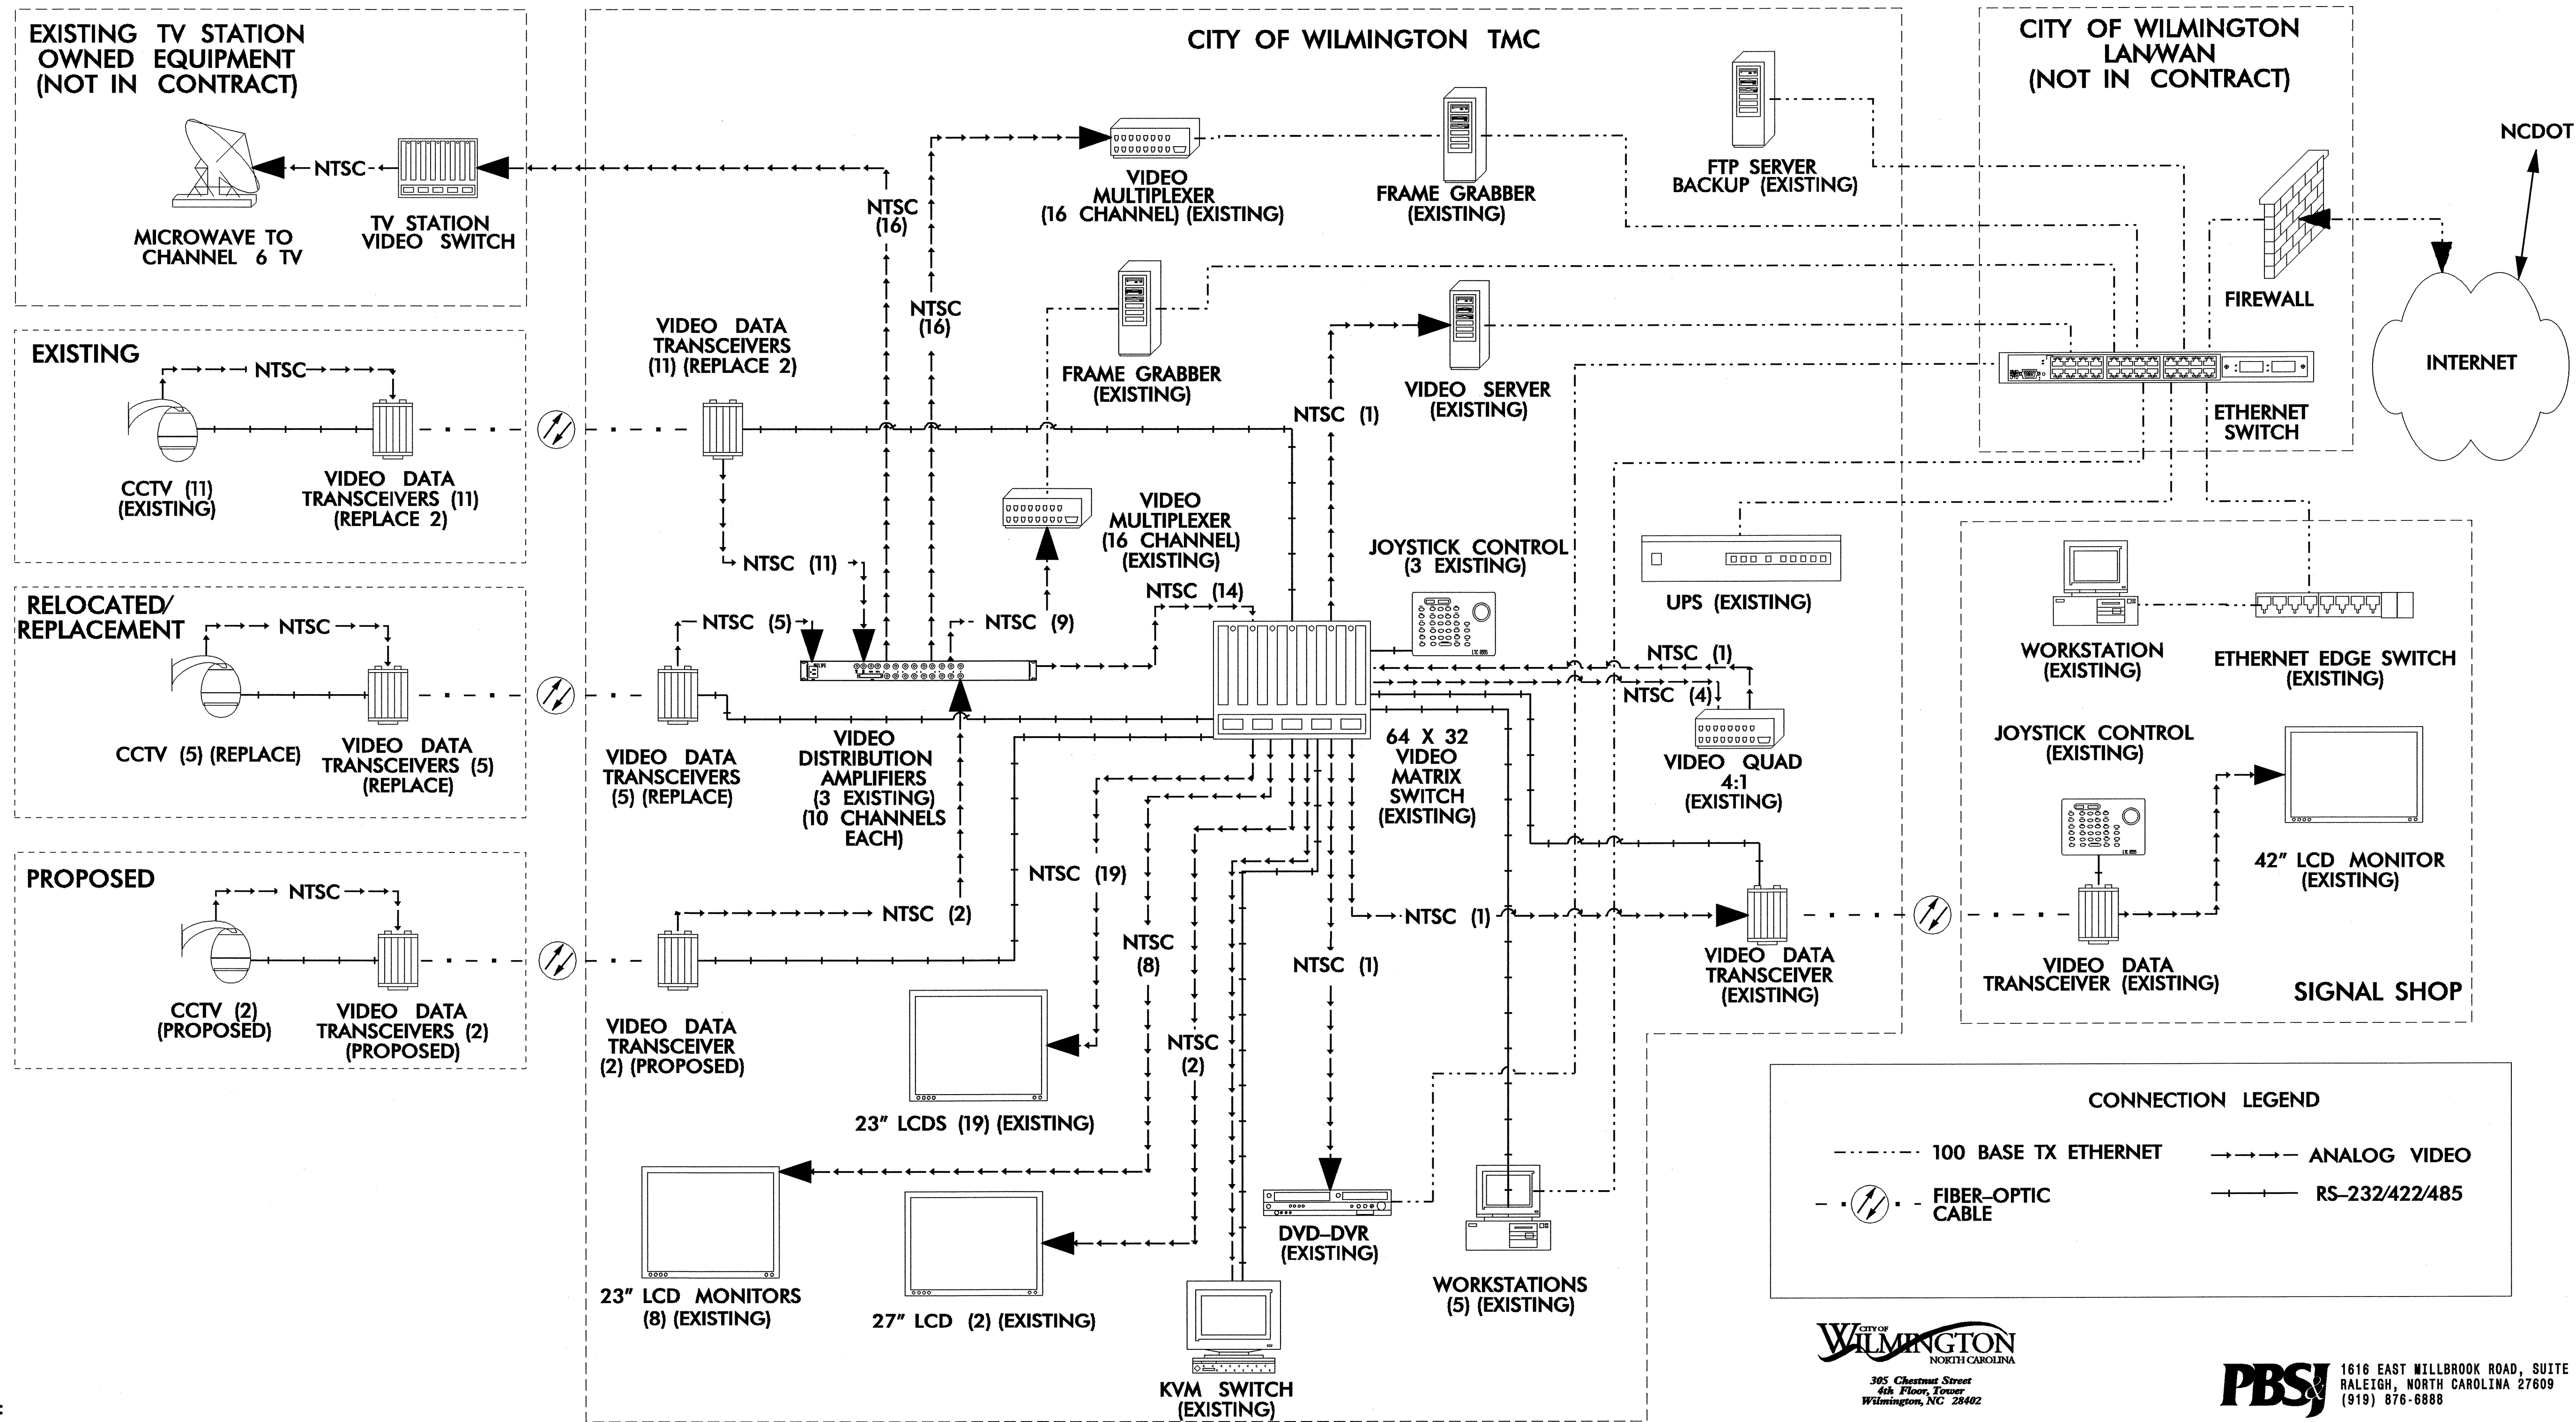 EXISTING TV STATION
OWNED EQUIPMENT
(NOT IN CONTRACT)
NTSC
MICROWAVE TO
CHANNEL 6 TV
TV STATION
VIDEO SWITCH
EXISTING
NTSC
CCTV (11)
(EXISTING)
VIDEO DATA
TRANSCEIVERS (11)
(REPLACE 2)
RELOCATED/
REPLACEMENT
NTSC
CCTV (5) (REPLACE)
VIDEO DATA
TRANSCEIVERS (5)
(REPLACE)
PROPOSED
NTSC
CCTV (2)
(PROPOSED)
VIDEO DATA
TRANSCEIVERS (2)
(PROPOSED)
CITY OF WILMINGTON TMC
NTSC
(16)
NTSC
(16)
VIDEO
MULTIPLEXER
(16 CHANNEL) (EXISTING)
FRAME GRABBER
(EXISTING)
FTP SERVER
BACKUP (EXISTING)
VIDEO DATA
TRANSCEIVERS
(11) (REPLACE 2)
FRAME GRABBER
(EXISTING)
VIDEO SERVER
(EXISTING)
NTSC (1)
NTSC (11)
VIDEO
MULTIPLEXER
(16 CHANNEL)
(EXISTING)
JOYSTICK CONTROL
(3 EXISTING)
UPS (EXISTING)
NTSC (5)
NTSC (9)
NTSC (14)
NTSC (1)
NTSC (4)
VIDEO DATA
TRANSCEIVERS
(5) (REPLACE)
VIDEO
DISTRIBUTION
AMPLIFIERS
(3 EXISTING)
(10 CHANNELS
EACH)
64 X 32
VIDEO
MATRIX
SWITCH
(EXISTING)
VIDEO QUAD
4:1
(EXISTING)
NTSC (19)
NTSC (2)
NTSC
(8)
NTSC
(2)
NTSC (1)
NTSC (1)
VIDEO DATA
TRANSCEIVER
(EXISTING)
VIDEO DATA
TRANSCEIVER
(2) (PROPOSED)
23" LCDS (19) (EXISTING)
23" LCD MONITORS
(8) (EXISTING)
27" LCD (2) (EXISTING)
KVM SWITCH
(EXISTING)
DVD-DVR
(EXISTING)
WORKSTATIONS
(5) (EXISTING)
CITY OF WILMINGTON
LAN/WAN
(NOT IN CONTRACT)
FIREWALL
ETHERNET
SWITCH
NCDOT
INTERNET
WORKSTATION
(EXISTING)
ETHERNET EDGE SWITCH
(EXISTING)
JOYSTICK CONTROL
(EXISTING)
42" LCD MONITOR
(EXISTING)
VIDEO DATA
TRANSCEIVER (EXISTING)
SIGNAL SHOP
CONNECTION LEGEND
100 BASE TX ETHERNET
ANALOG VIDEO
FIBER-OPTIC
CABLE
RS-232/422/485
CITY OF
WILMINGTON
NORTH CAROLINA
305 Chestnut Street
4th Floor, Tower
Wilmington, NC 28402
PBS&J
1616 EAST MILLBROOK ROAD, SUITE
RALEIGH, NORTH CAROLINA 27609
(919) 876-6888